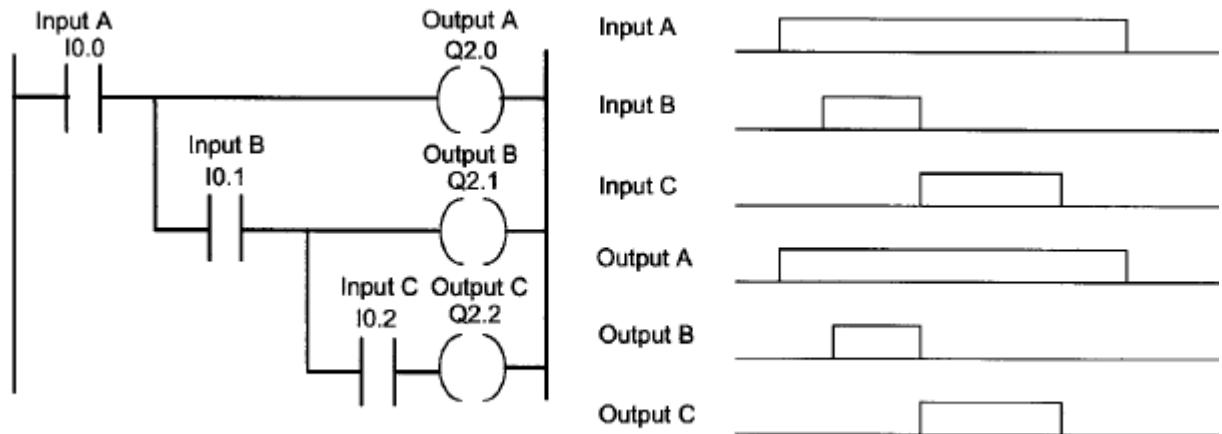 Input A
I0.0
Output A
Q2.0
Input B
I0.1
Output B
Q2.1
Input C
I0.2
Output C
Q2.2
Input A
Input B
Input C
Output A
Output B
Output C